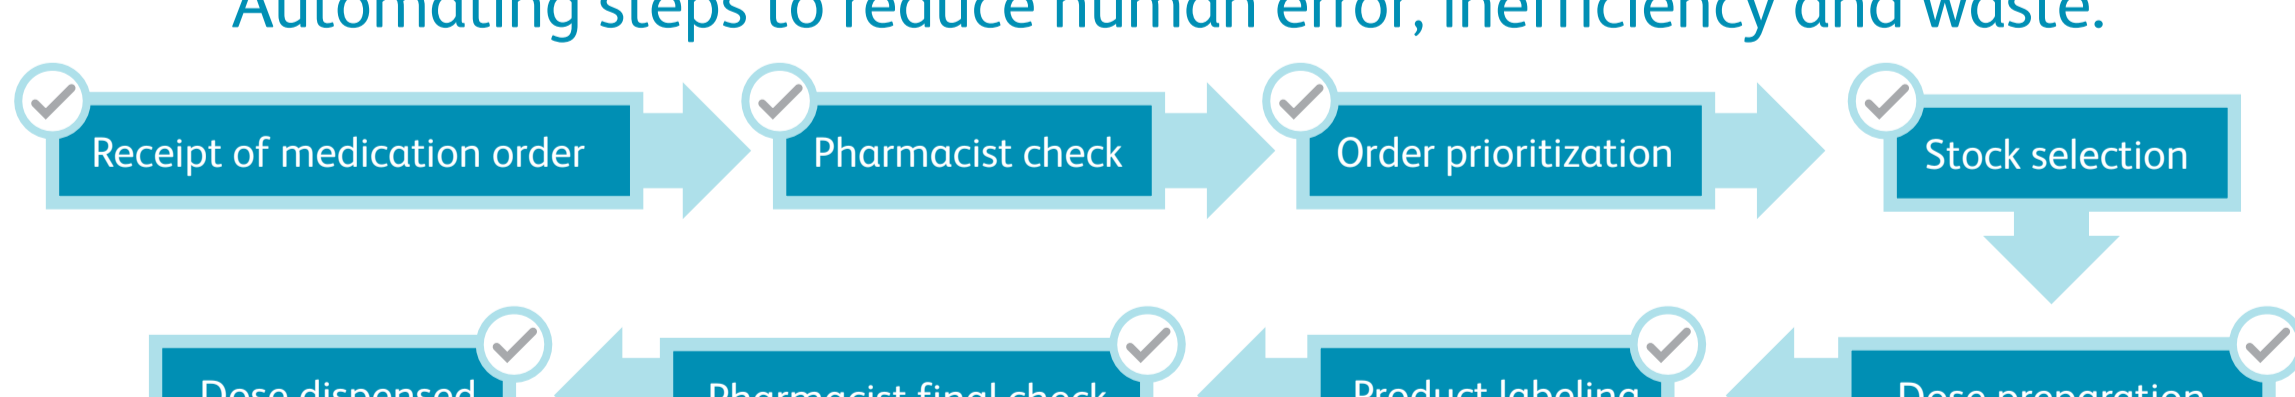 Automating steps to reduce human error, inefficiency and waste.
Receipt of medication order
Pharmacist check
Order prioritization
Stock selection
Dose dispensed
Pharmacist final check
Product labeling
Dose preparation